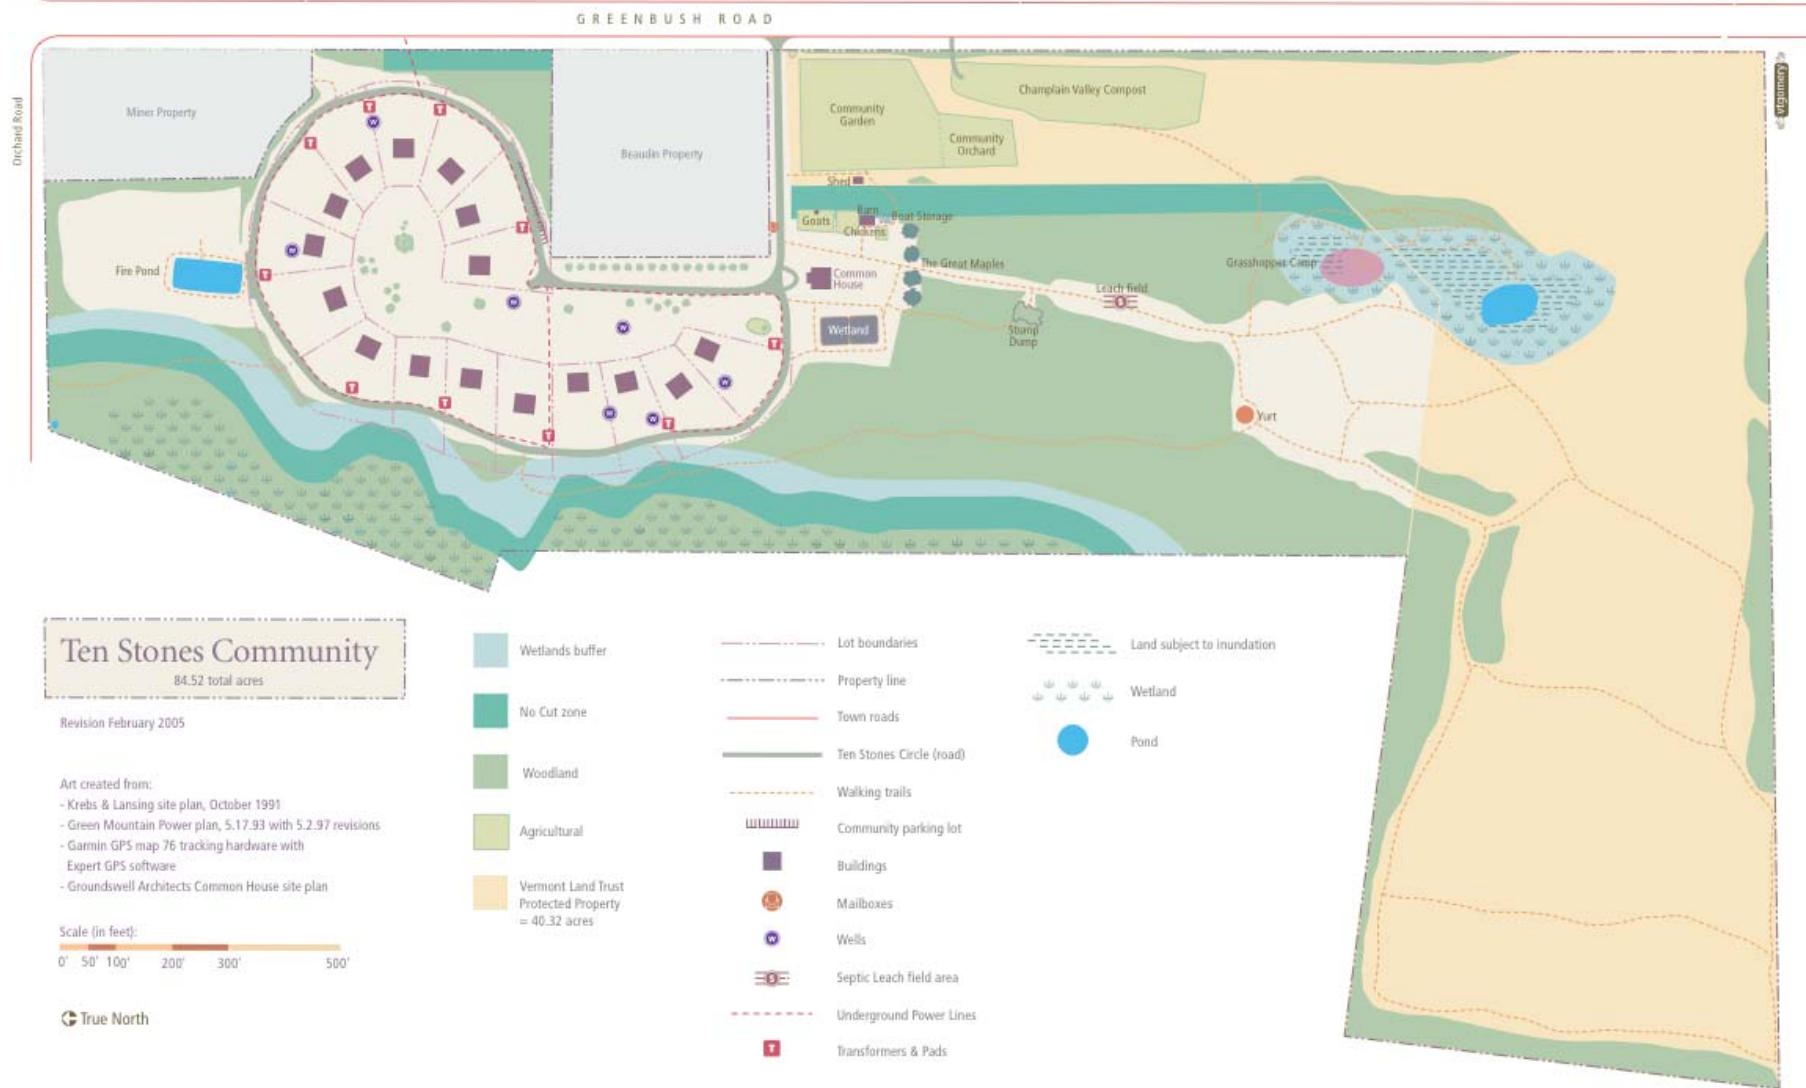 GREENBUSH ROAD
Orchard Road
vtgomery
Miner Property
Beaudin Property
Community
Garden
Champlain Valley Compost
Community
Orchard
Shed
Goats
Barn
Boat Storage
Chickens
Fire Pond
Common
House
The Great Maples
Grasshopper Camp
Leach field
S
Stump
Dump
Wetland
Yurt
T
T
T
T
T
T
T
T
T
T
W
W
W
W
W
W
W
Ten Stones Community
84.52 total acres
Revision February 2005
Art created from:
- Krebs & Lansing site plan, October 1991
- Green Mountain Power plan, 5.17.93 with 5.2.97 revisions
- Garmin GPS map 76 tracking hardware with
Expert GPS software
- Groundswell Architects Common House site plan
Scale (in feet):
0' 50' 100' 200' 300' 500'
True North
Wetlands buffer
No Cut zone
Woodland
Agricultural
Vermont Land Trust
Protected Property
= 40.32 acres
Lot boundaries
Property line
Town roads
Ten Stones Circle (road)
Walking trails
Community parking lot
Buildings
Mailboxes
W Wells
S Septic Leach field area
Underground Power Lines
T Transformers & Pads
Land subject to inundation
Wetland
Pond